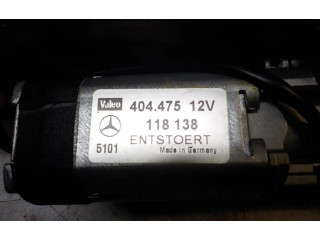 Valeo 404.475 12V
118 138
ENTSTOERT
5101 Made in Germany